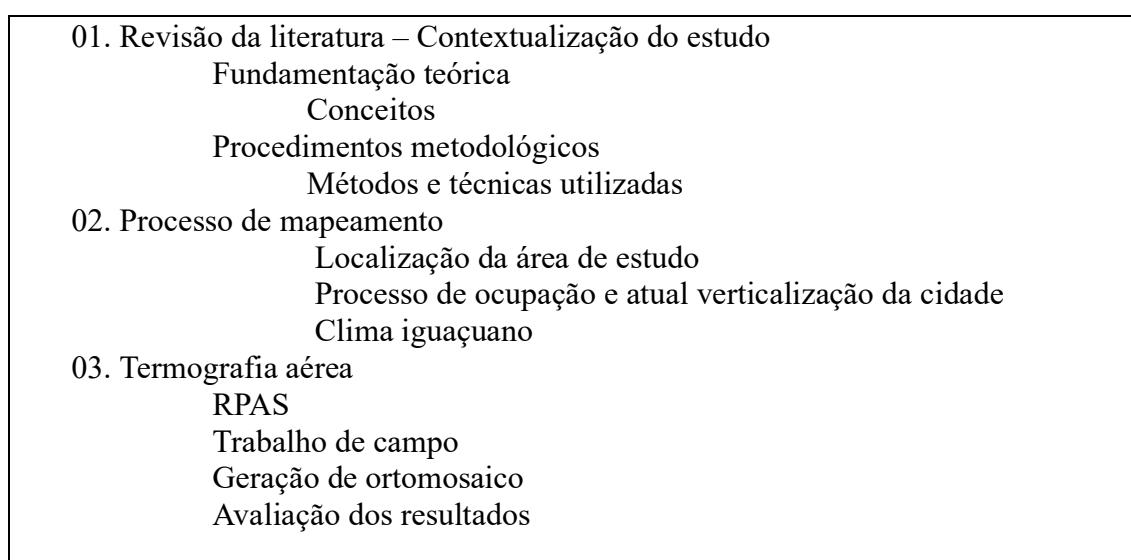 01. Revisão da literatura – Contextualização do estudo
Fundamentação teórica
Conceitos
Procedimentos metodológicos
Métodos e técnicas utilizadas
02. Processo de mapeamento
Localização da área de estudo
Processo de ocupação e atual verticalização da cidade
Clima iguaçuano
03. Termografia aérea
RPAS
Trabalho de campo
Geração de ortomosaico
Avaliação dos resultados